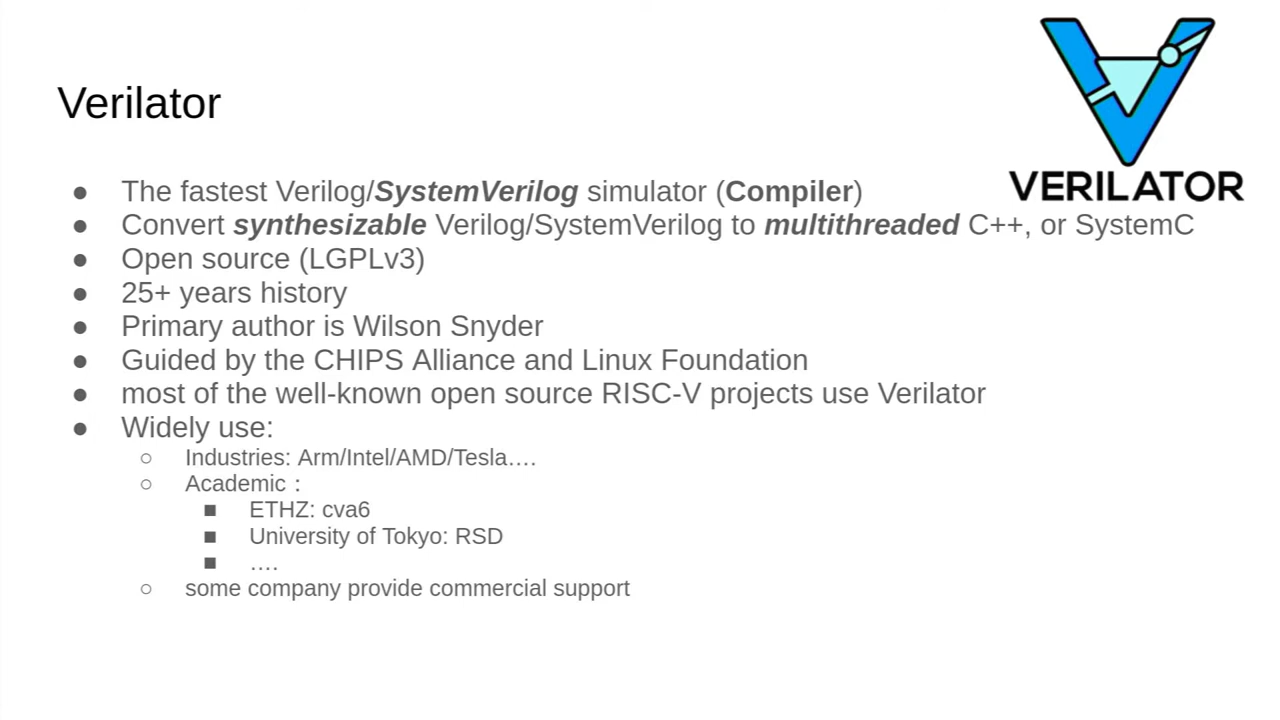 VERILATOR
Verilator
● The fastest Verilog/SystemVerilog simulator (Compiler)
● Convert synthesizable Verilog/SystemVerilog to multithreaded C++, or SystemC
● Open source (LGPLv3)
● 25+ years history
● Primary author is Wilson Snyder
● Guided by the CHIPS Alliance and Linux Foundation
● most of the well-known open source RISC-V projects use Verilator
● Widely use:
○ Industries: Arm/Intel/AMD/Tesla….
○ Academic：
■ ETHZ: cva6
■ University of Tokyo: RSD
■ ….
○ some company provide commercial support